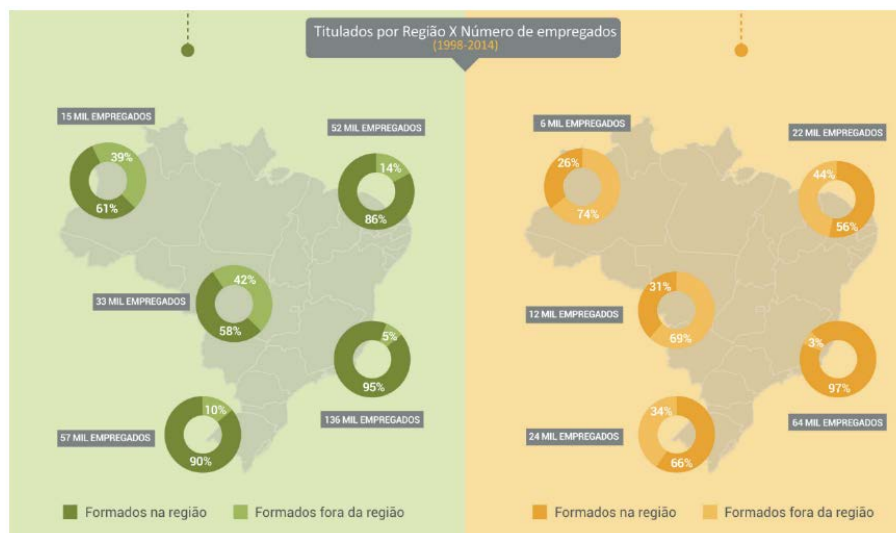 Titulados por Região X Número de empregados
(1998-2014)
15 MIL EMPREGADOS
39%
61%
52 MIL EMPREGADOS
14%
86%
33 MIL EMPREGADOS
42%
58%
5%
95%
136 MIL EMPREGADOS
57 MIL EMPREGADOS
10%
90%
Formados na região
Formados fora da região
6 MIL EMPREGADOS
26%
74%
22 MIL EMPREGADOS
44%
56%
12 MIL EMPREGADOS
31%
69%
3%
97%
64 MIL EMPREGADOS
24 MIL EMPREGADOS
34%
66%
Formados na região
Formados fora da região